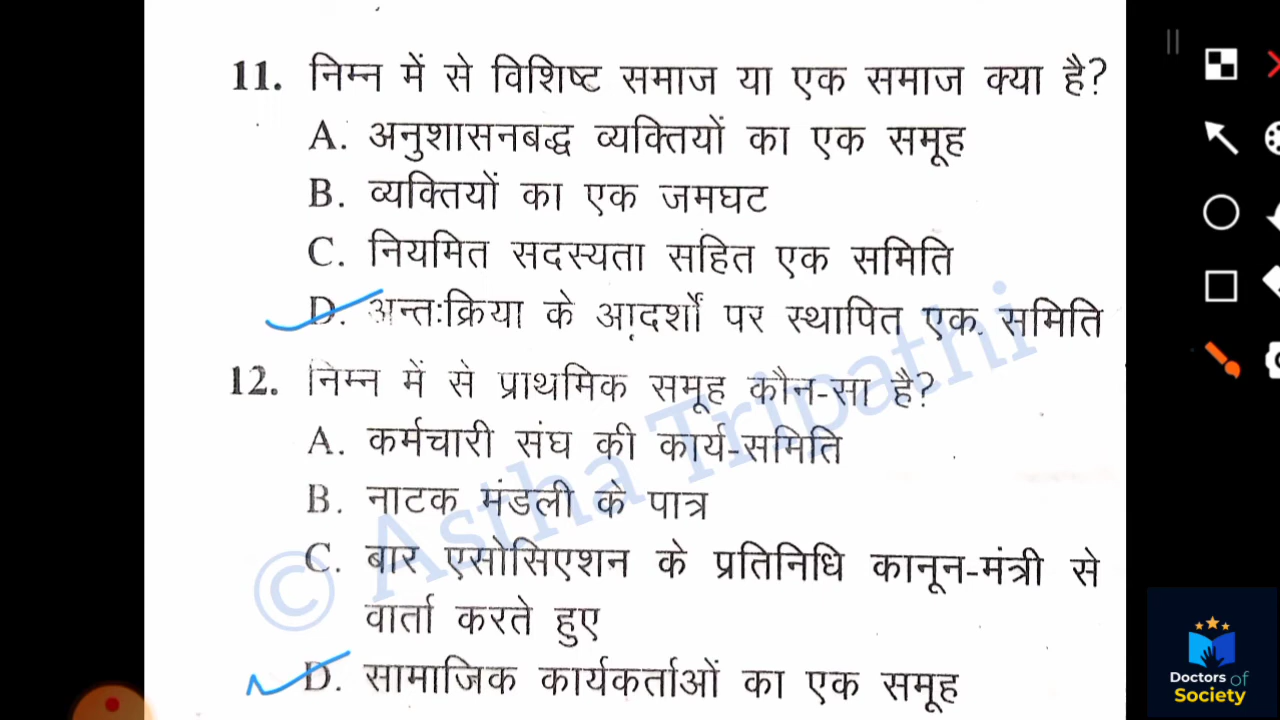 11. निम्न में से विशिष्ट समाज या एक समाज क्या है?
A. अनुशासनबद्ध व्यक्तियों का एक समूह
B. व्यक्तियों का एक जमघट
C. नियमित सदस्यता सहित एक समिति
D. अन्तःक्रिया के आदर्शों पर स्थापित एक समिति
12. निम्न में से प्राथमिक समूह कौन-सा है?
A. कर्मचारी संघ की कार्य-समिति
B. नाटक मंडली के पात्र
C. बार एसोसिएशन के प्रतिनिधि कानून-मंत्री से
वार्ता करते हुए
D. सामाजिक कार्यकर्ताओं का एक समूह
© Astha Tripathi
Doctors of
Society